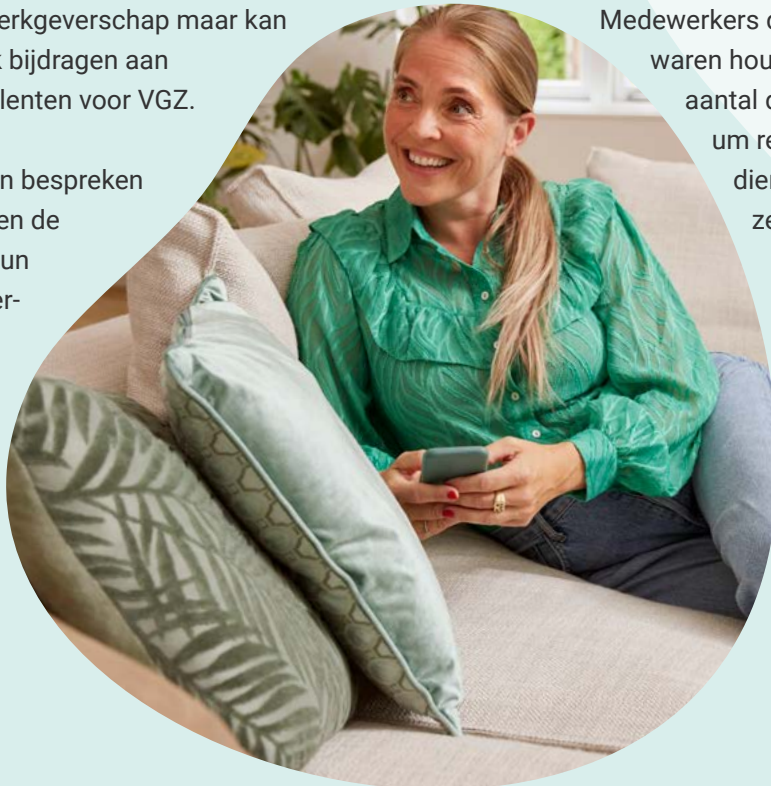 erkgeverschap maar kan
k bijdragen aan
lenten voor VGZ.
n bespreken
en de
un
er-
Medewerkers
waren hou
aantal
um re
dien
ze